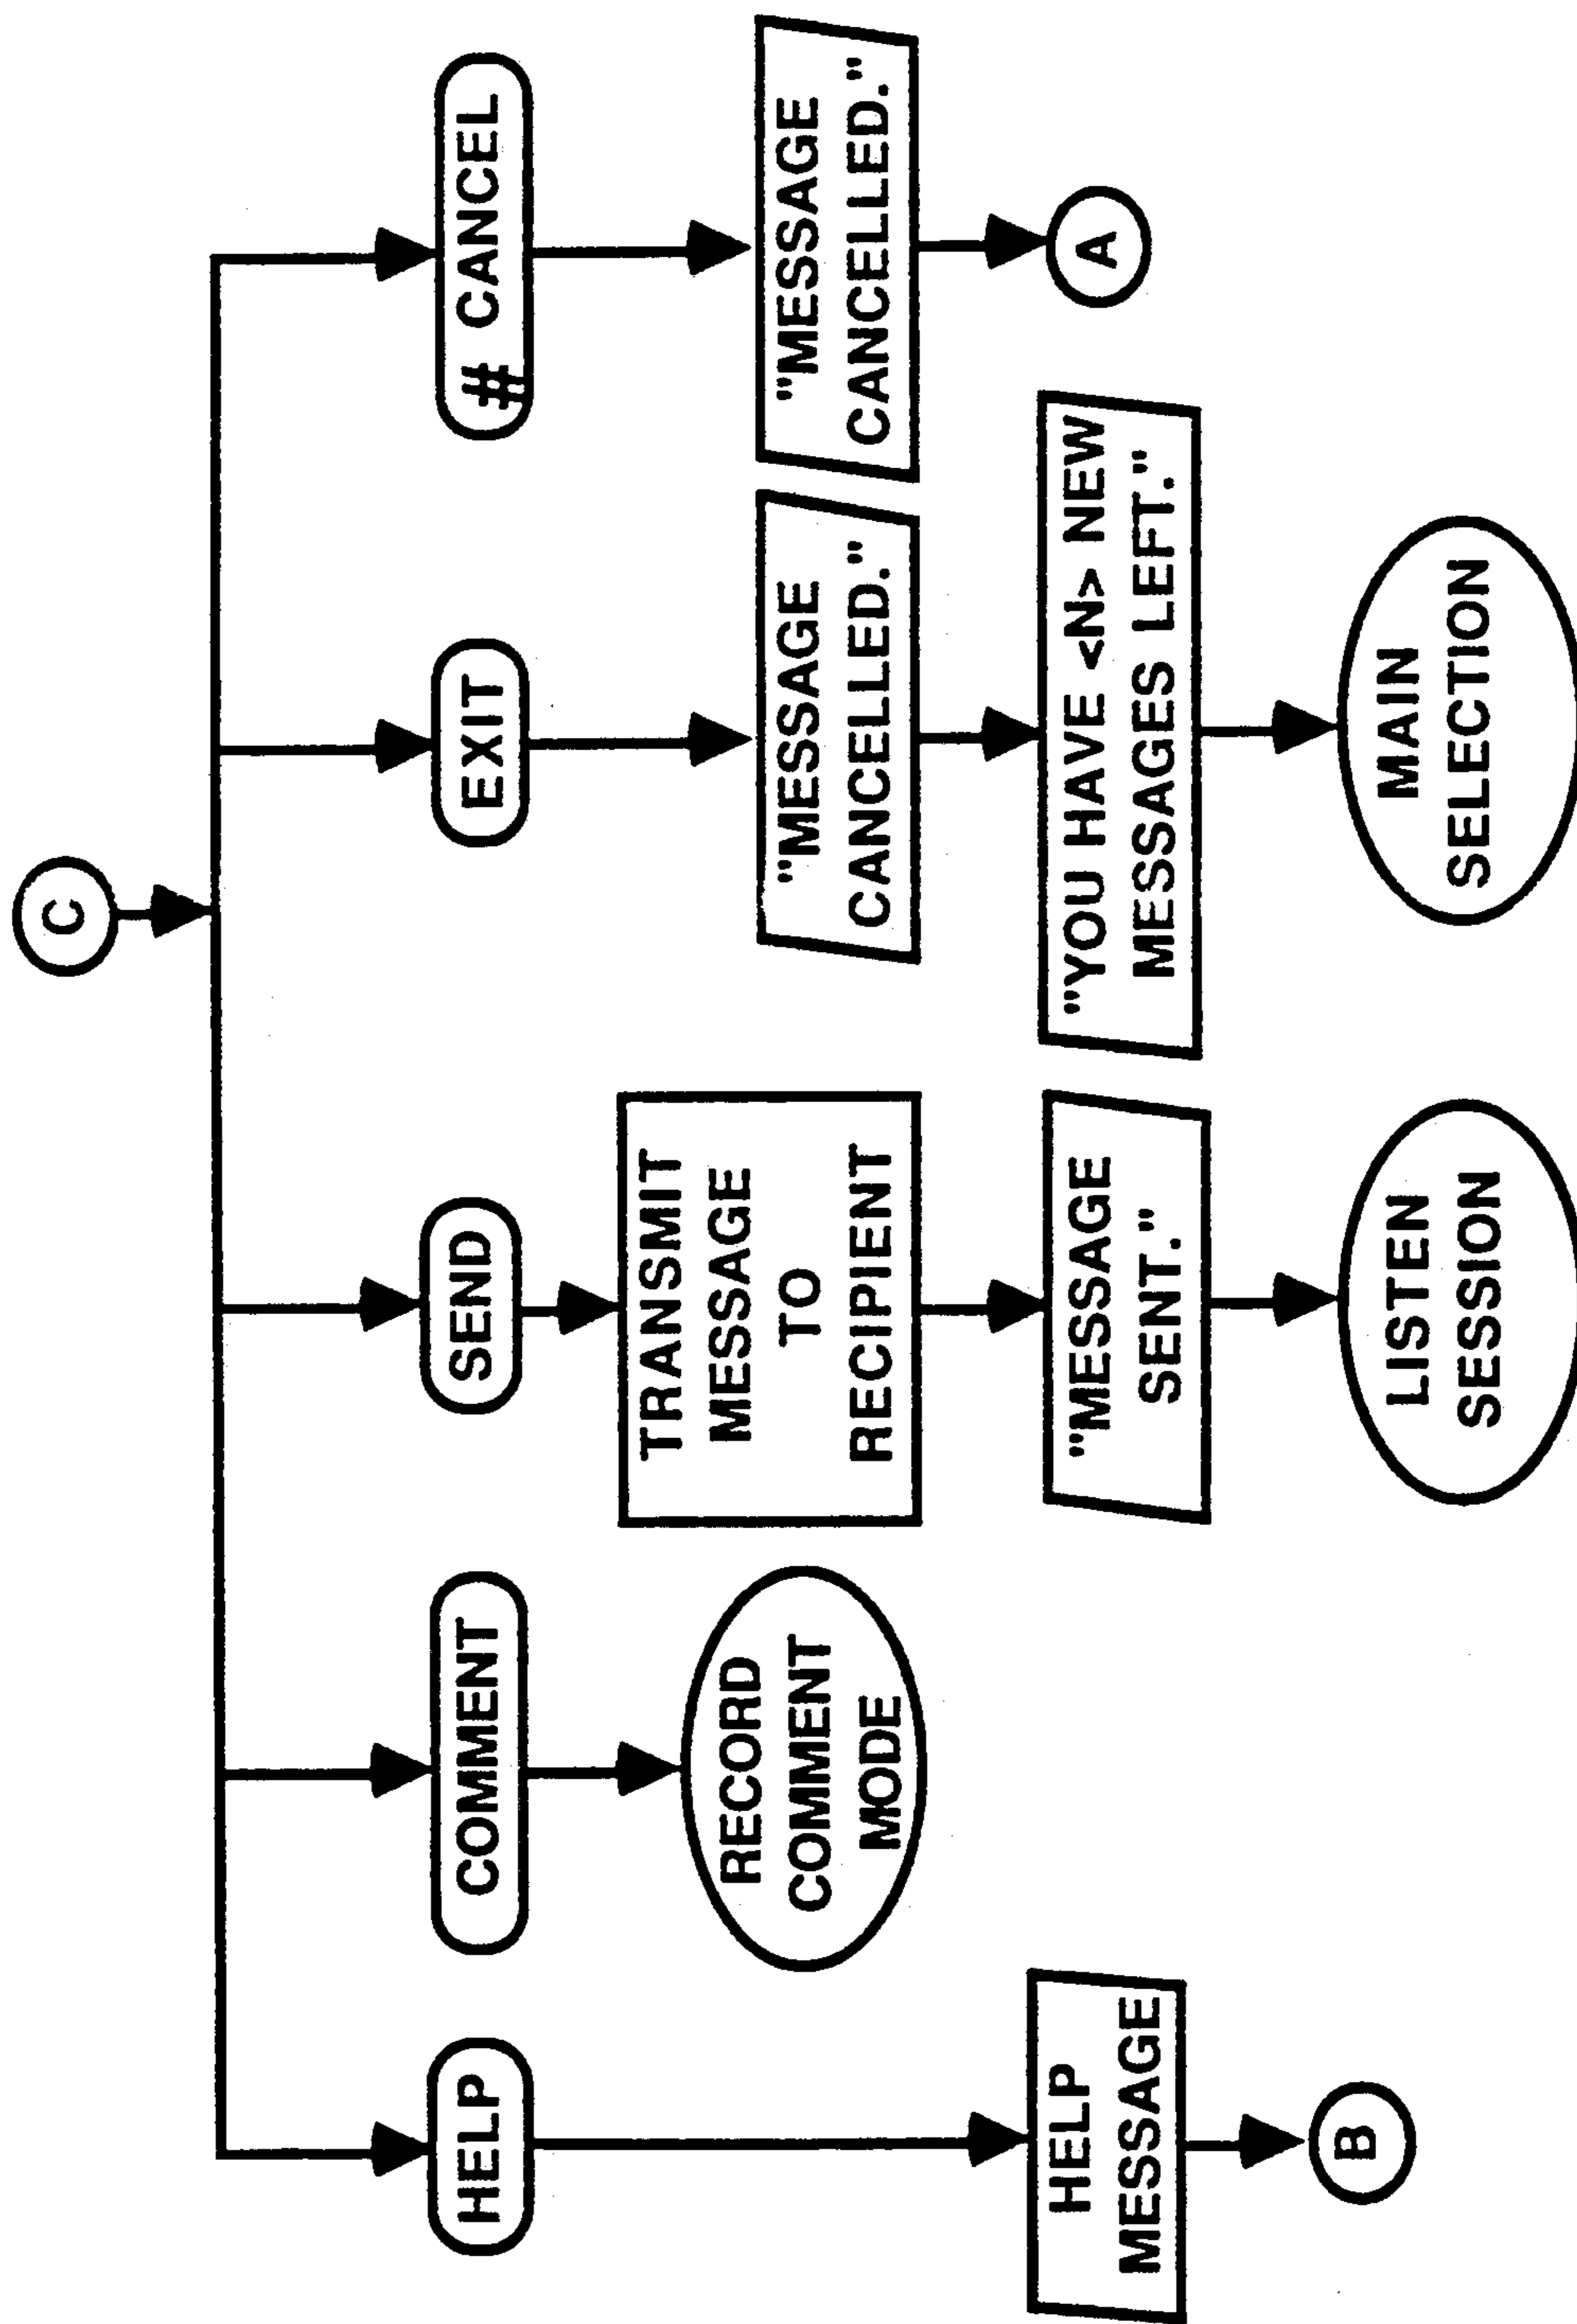 C
HELP
COMMENT
SEND
EXIT
# CANCEL
RECORD
COMMENT
MODE
TRANSMIT
MESSAGE
TO
RECIPIENT
"MESSAGE
CANCELLED."
"MESSAGE
CANCELLED."
HELP
MESSAGE
"MESSAGE
SENT."
"YOU HAVE <N> NEW
MESSAGES LEFT."
A
B
LISTEN
SESSION
MAIN
SELECTION